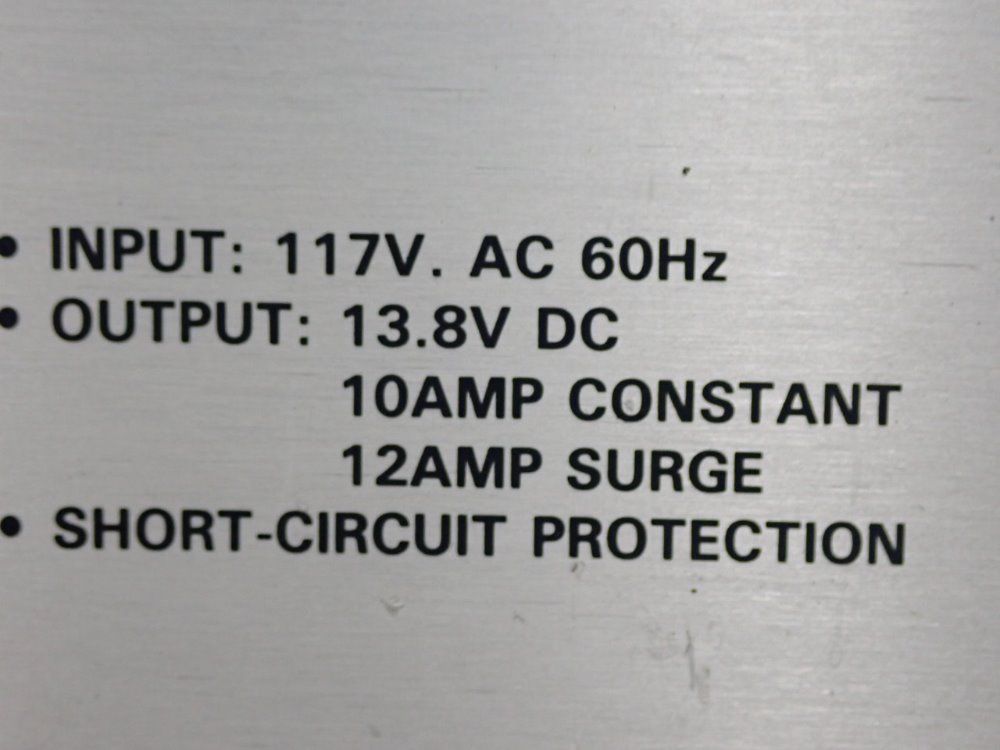 • INPUT: 117V. AC 60Hz
• OUTPUT: 13.8V DC
10AMP CONSTANT
12AMP SURGE
• SHORT-CIRCUIT PROTECTION